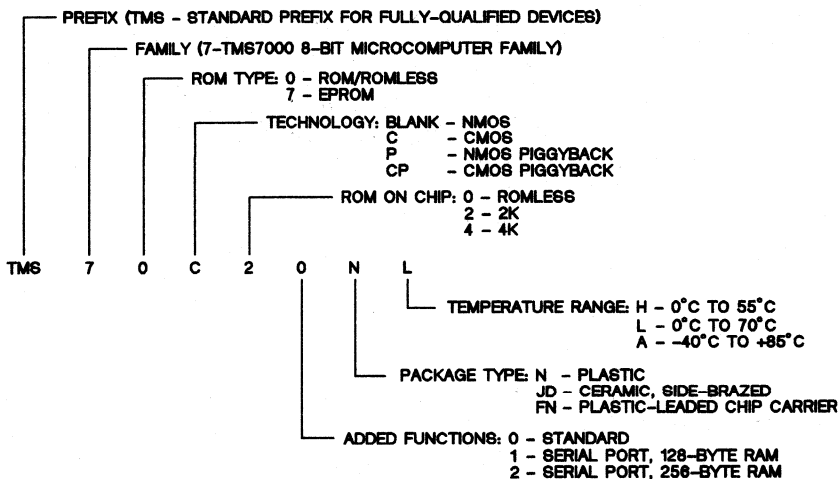 PREFIX (TMS - STANDARD PREFIX FOR FULLY-QUALIFIED DEVICES)
FAMILY (7-TMS7000 8-BIT MICROCOMPUTER FAMILY)
ROM TYPE: 0 - ROM/ROMLESS
7 - EPROM
TECHNOLOGY: BLANK - NMOS
C - CMOS
P - NMOS PIGGYBACK
CP - CMOS PIGGYBACK
ROM ON CHIP: 0 - ROMLESS
2 - 2K
4 - 4K
TMS 7 0 C 2 0 N L
TEMPERATURE RANGE: H - 0°C TO 55°C
L - 0°C TO 70°C
A - -40°C TO +85°C
PACKAGE TYPE: N - PLASTIC
JD - CERAMIC, SIDE-BRAZED
FN - PLASTIC-LEADED CHIP CARRIER
ADDED FUNCTIONS: 0 - STANDARD
1 - SERIAL PORT, 128-BYTE RAM
2 - SERIAL PORT, 256-BYTE RAM